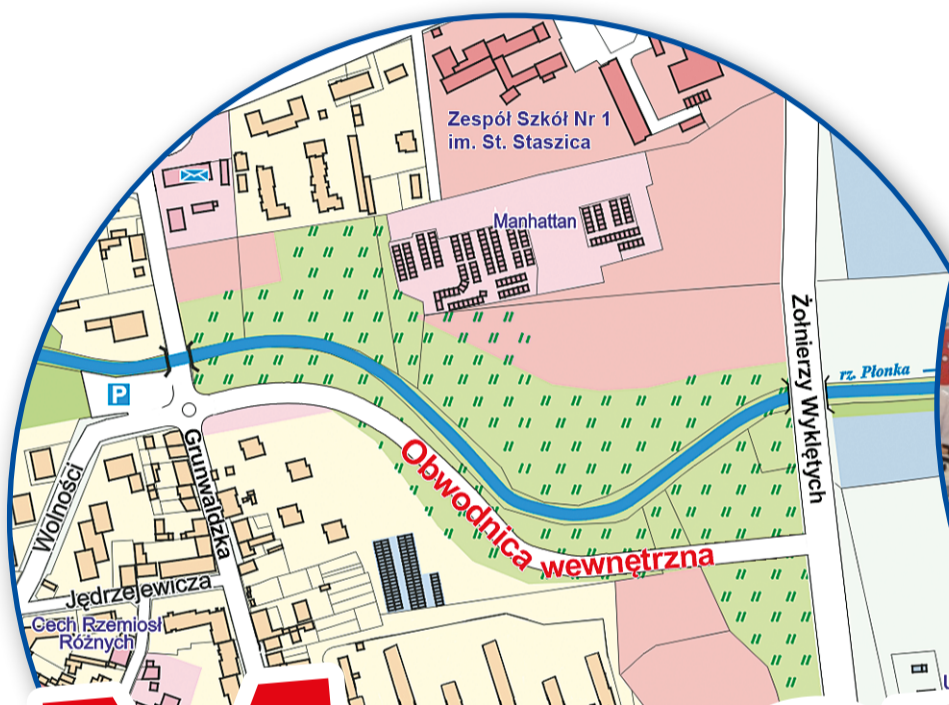 Zespół Szkół Nr 1
im. St. Staszica
Manhattan
Żołnierzy Wyklętych
rz. Płonka
P
Grunwaldzka
Wolności
Obwodnica
wewnętrzna
Jędrzejewicza
Cech Rzemiosł
Różnych